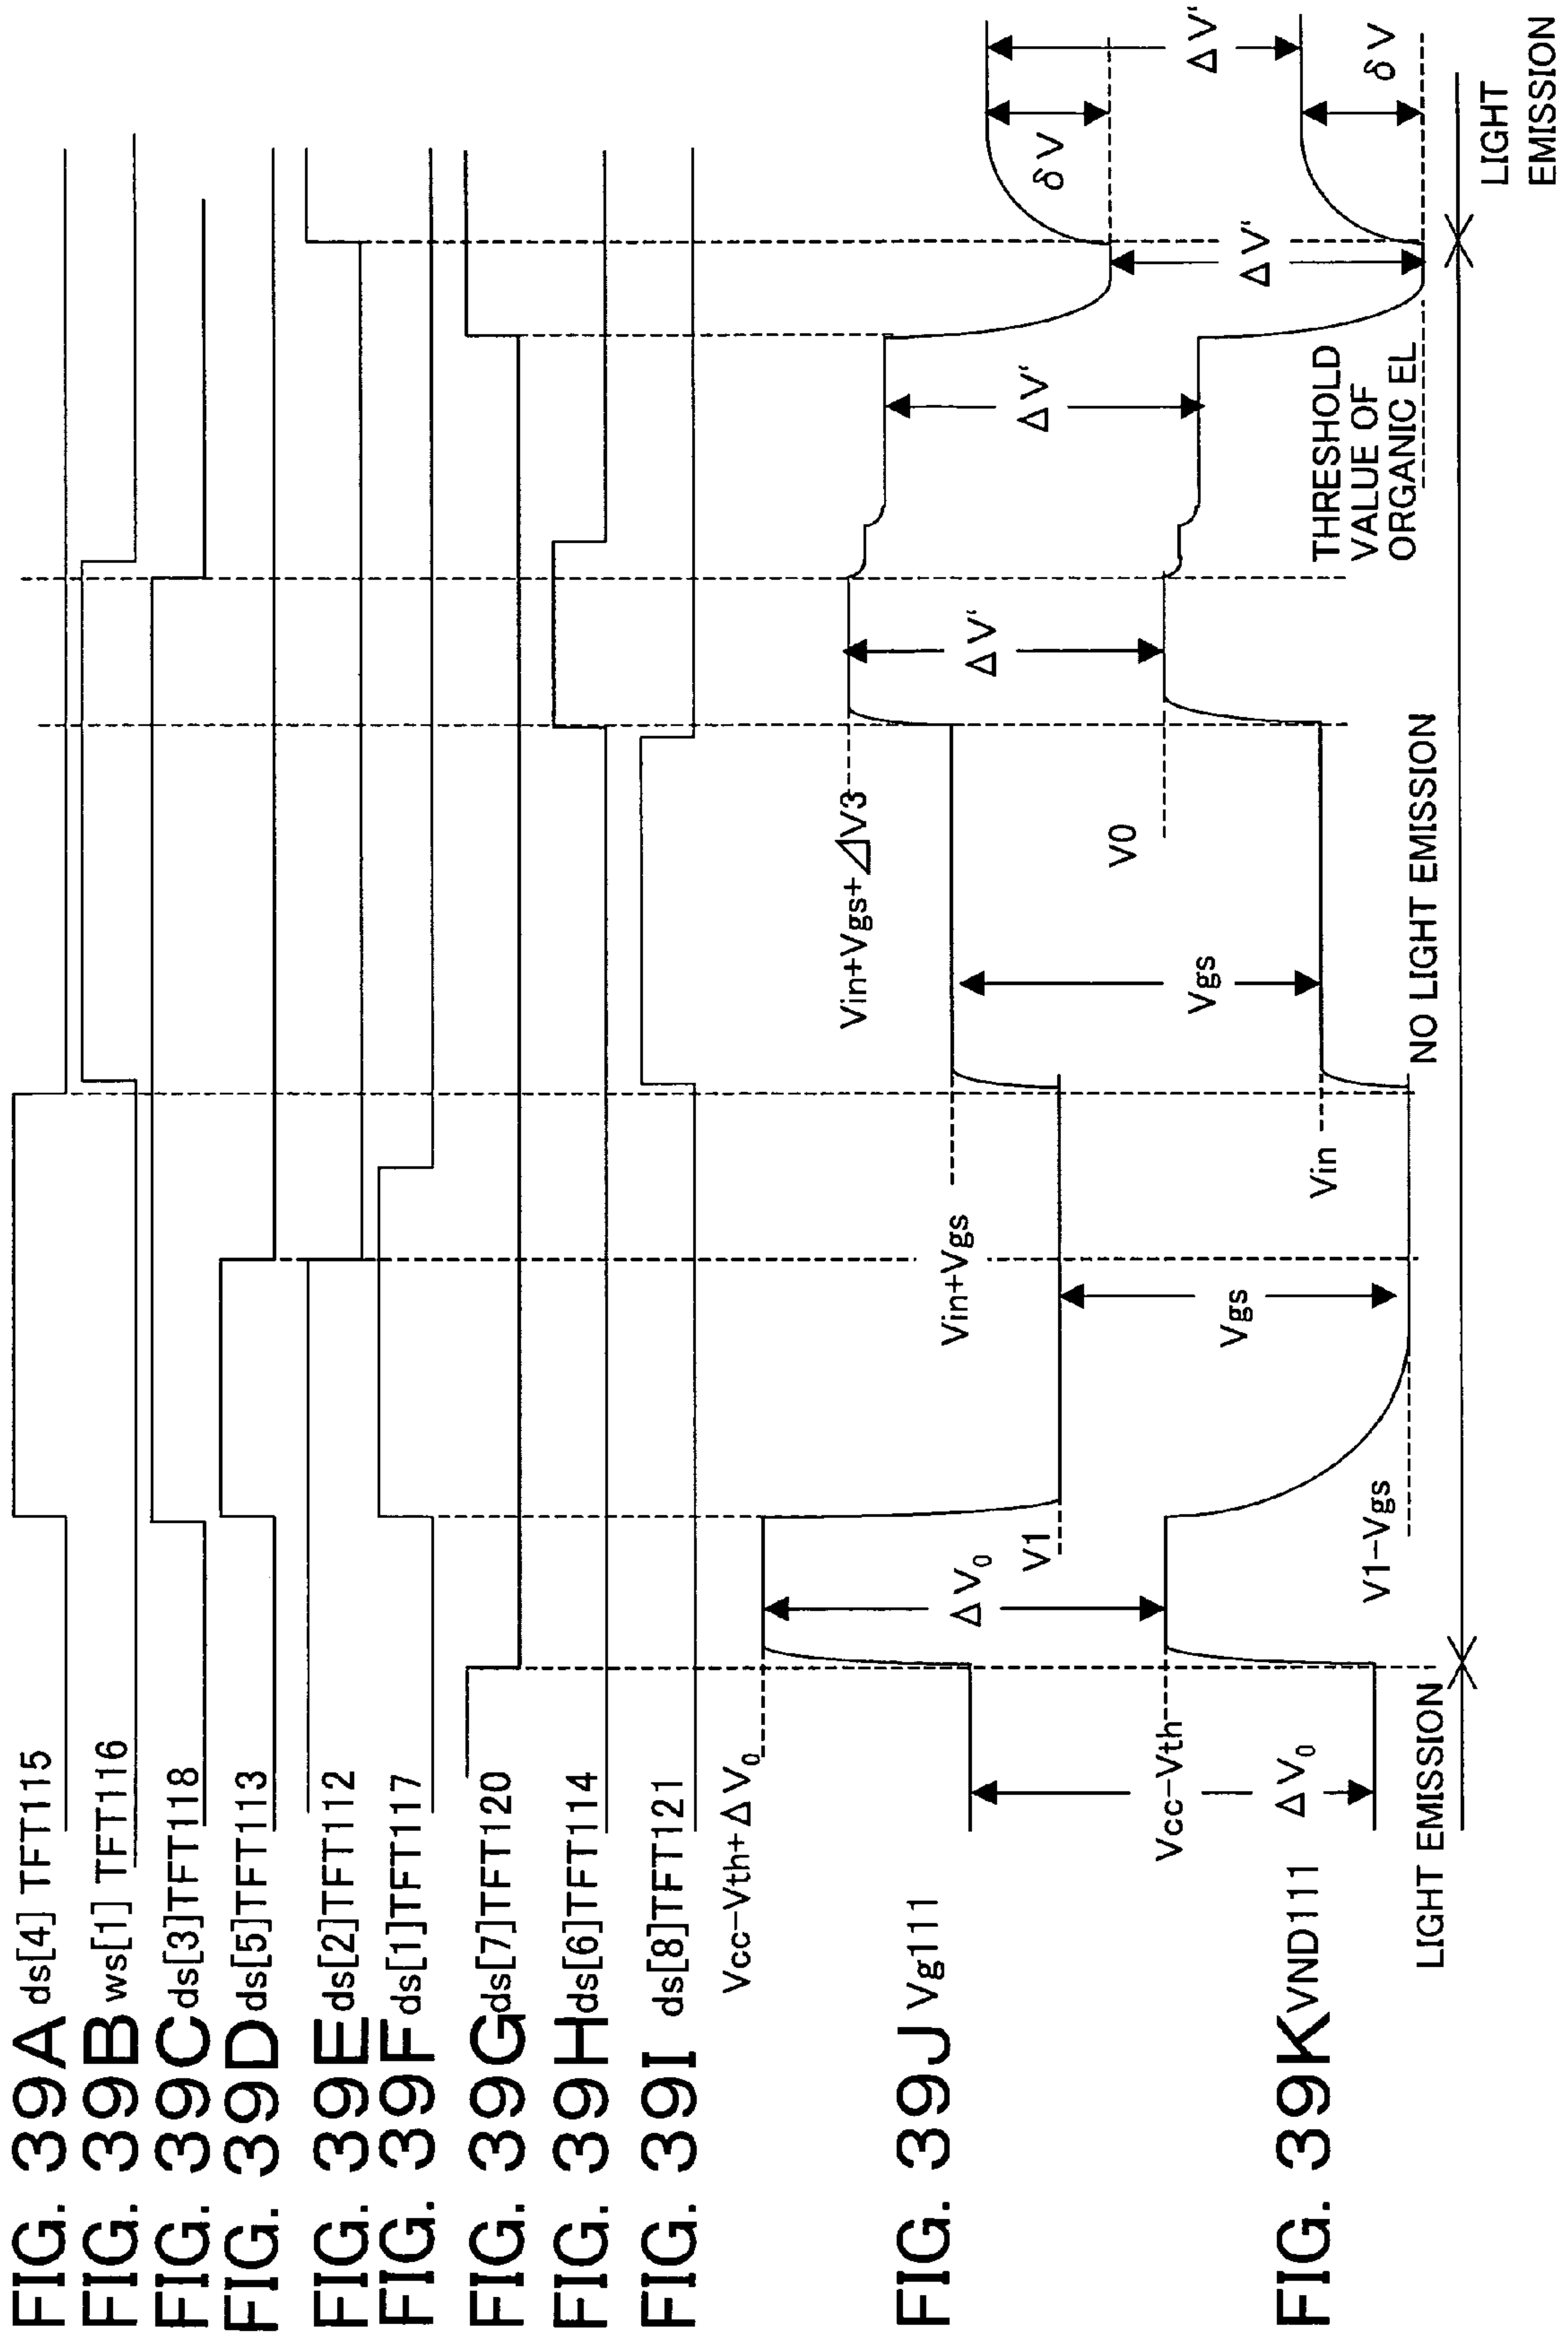 FIG. 39A ds[4] TFT115
FIG. 39B ws[1] TFT116
FIG. 39C ds[3]TFT118
FIG. 39D ds[5]TFT113
FIG. 39E ds[2]TFT112
FIG. 39F ds[1]TFT117
FIG. 39G ds[7]TFT120
FIG. 39H ds[6]TFT114
FIG. 39I ds[8]TFT121
Vcc-Vth+ΔV₀
FIG. 39J Vg111
ΔV₀
V1
Vin+Vgs
Vin+Vgs+ΔV3
ΔV'
ΔV'
δV
FIG. 39K VND111
Vcc-Vth
ΔV₀
V1-Vgs
Vgs
Vin
Vgs
V0
THRESHOLD
VALUE OF
ORGANIC EL
ΔV'
ΔV'
δV
LIGHT EMISSION
NO LIGHT EMISSION
LIGHT
EMISSION